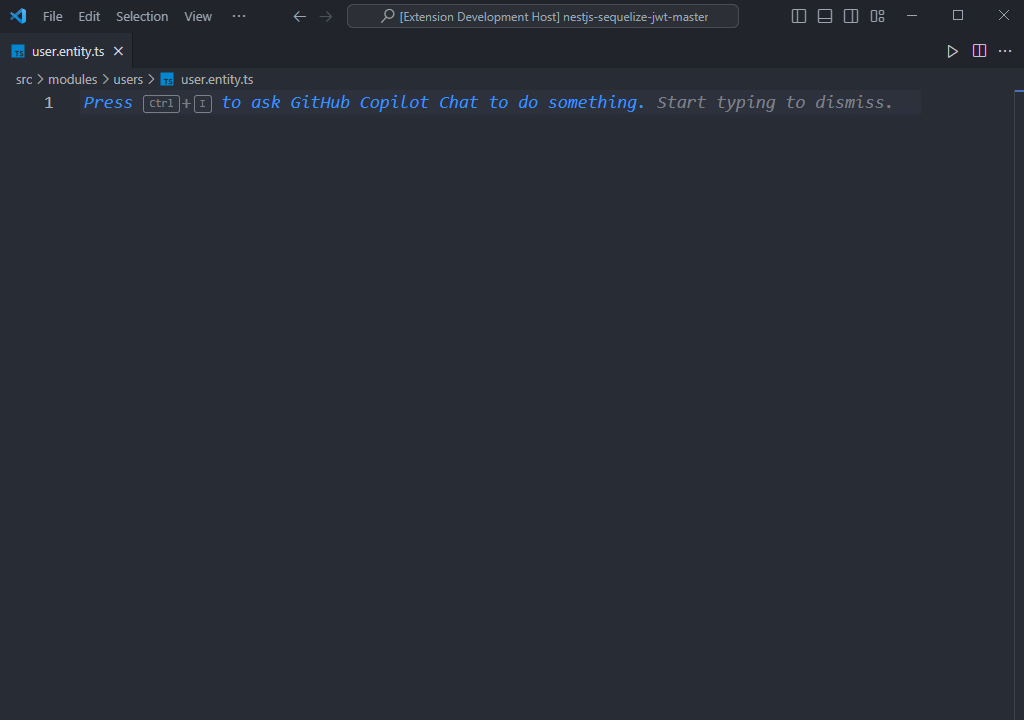 File Edit Selection View ··· [Extension Development Host] nestjs-sequelize-jwt-master
TS user.entity.ts
src > modules > users > TS user.entity.ts
1 Press Ctrl+I to ask GitHub Copilot Chat to do something. Start typing to dismiss.